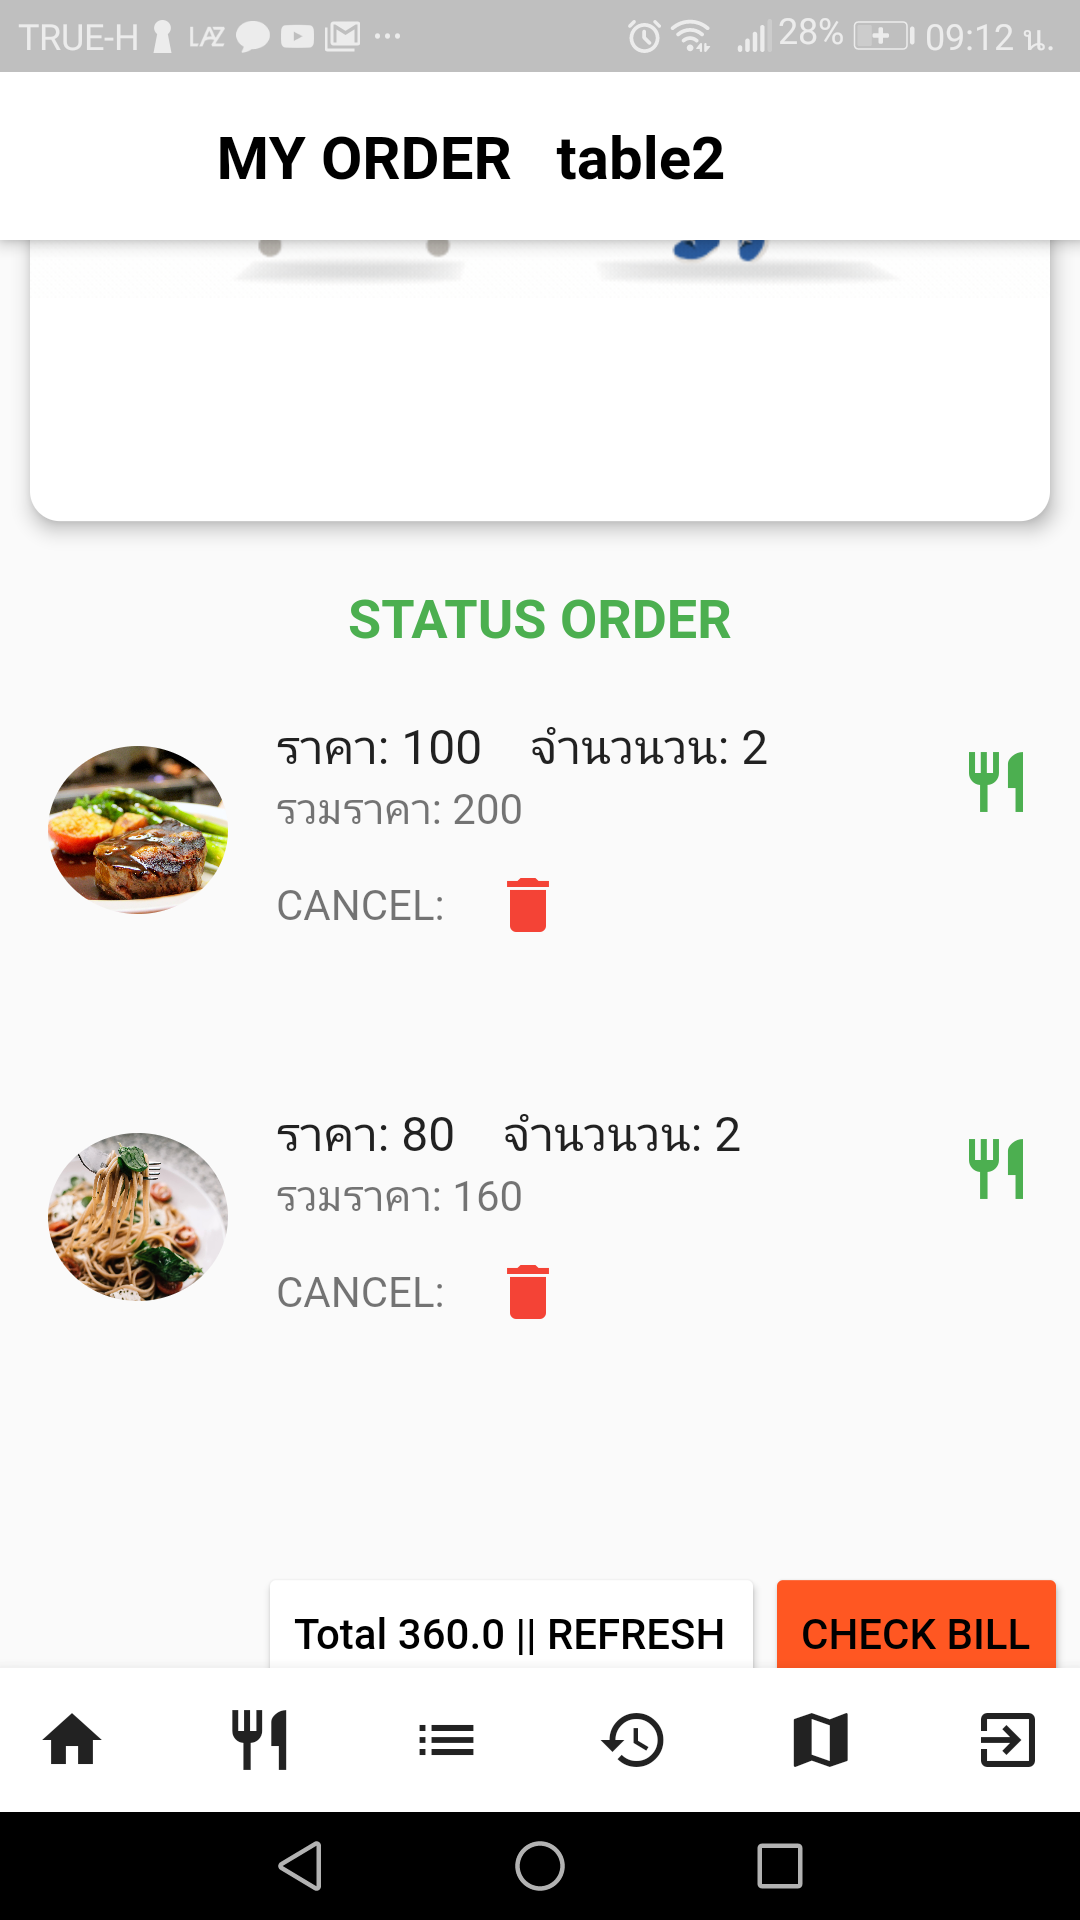 TRUE-H LAZ 28% 09:12 น.
MY ORDER table2
STATUS ORDER
ราคา: 100 จำนวนวน: 2
รวมราคา: 200
CANCEL:
ราคา: 80 จำนวนวน: 2
รวมราคา: 160
CANCEL:
Total 360.0 || REFRESH CHECK BILL